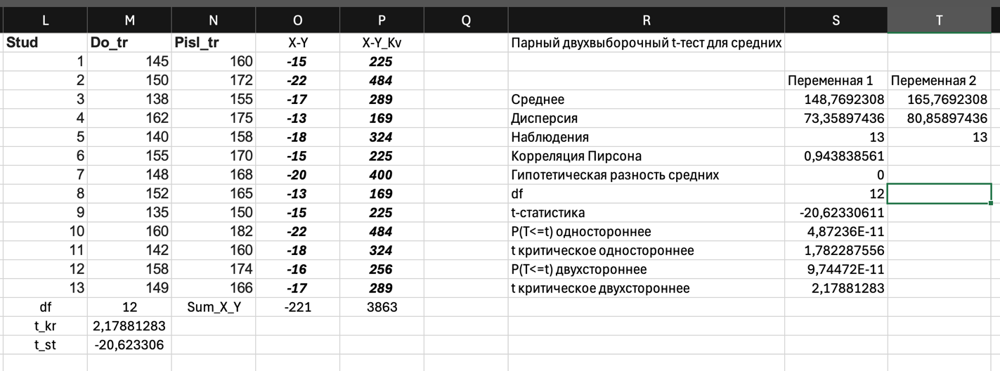 L M N O P Q R S T
Stud Do_tr Pisl_tr X-Y X-Y_Kv Парный двухвыборочный t-тест для средних
1 145 160 -15 225
2 150 172 -22 484 Переменная 1 Переменная 2
3 138 155 -17 289 Среднее 148,7692308 165,7692308
4 162 175 -13 169 Дисперсия 73,35897436 80,85897436
5 140 158 -18 324 Наблюдения 13 13
6 155 170 -15 225 Корреляция Пирсона 0,943838561
7 148 168 -20 400 Гипотетическая разность средних 0
8 152 165 -13 169 df 12
9 135 150 -15 225 t-статистика -20,62330611
10 160 182 -22 484 P(T<=t) одностороннее 4,87236E-11
11 142 160 -18 324 t критическое одностороннее 1,782287556
12 158 174 -16 256 P(T<=t) двухстороннее 9,74472E-11
13 149 166 -17 289 t критическое двухстороннее 2,17881283
df 12 Sum_X_Y -221 3863
t_kr 2,17881283
t_st -20,623306